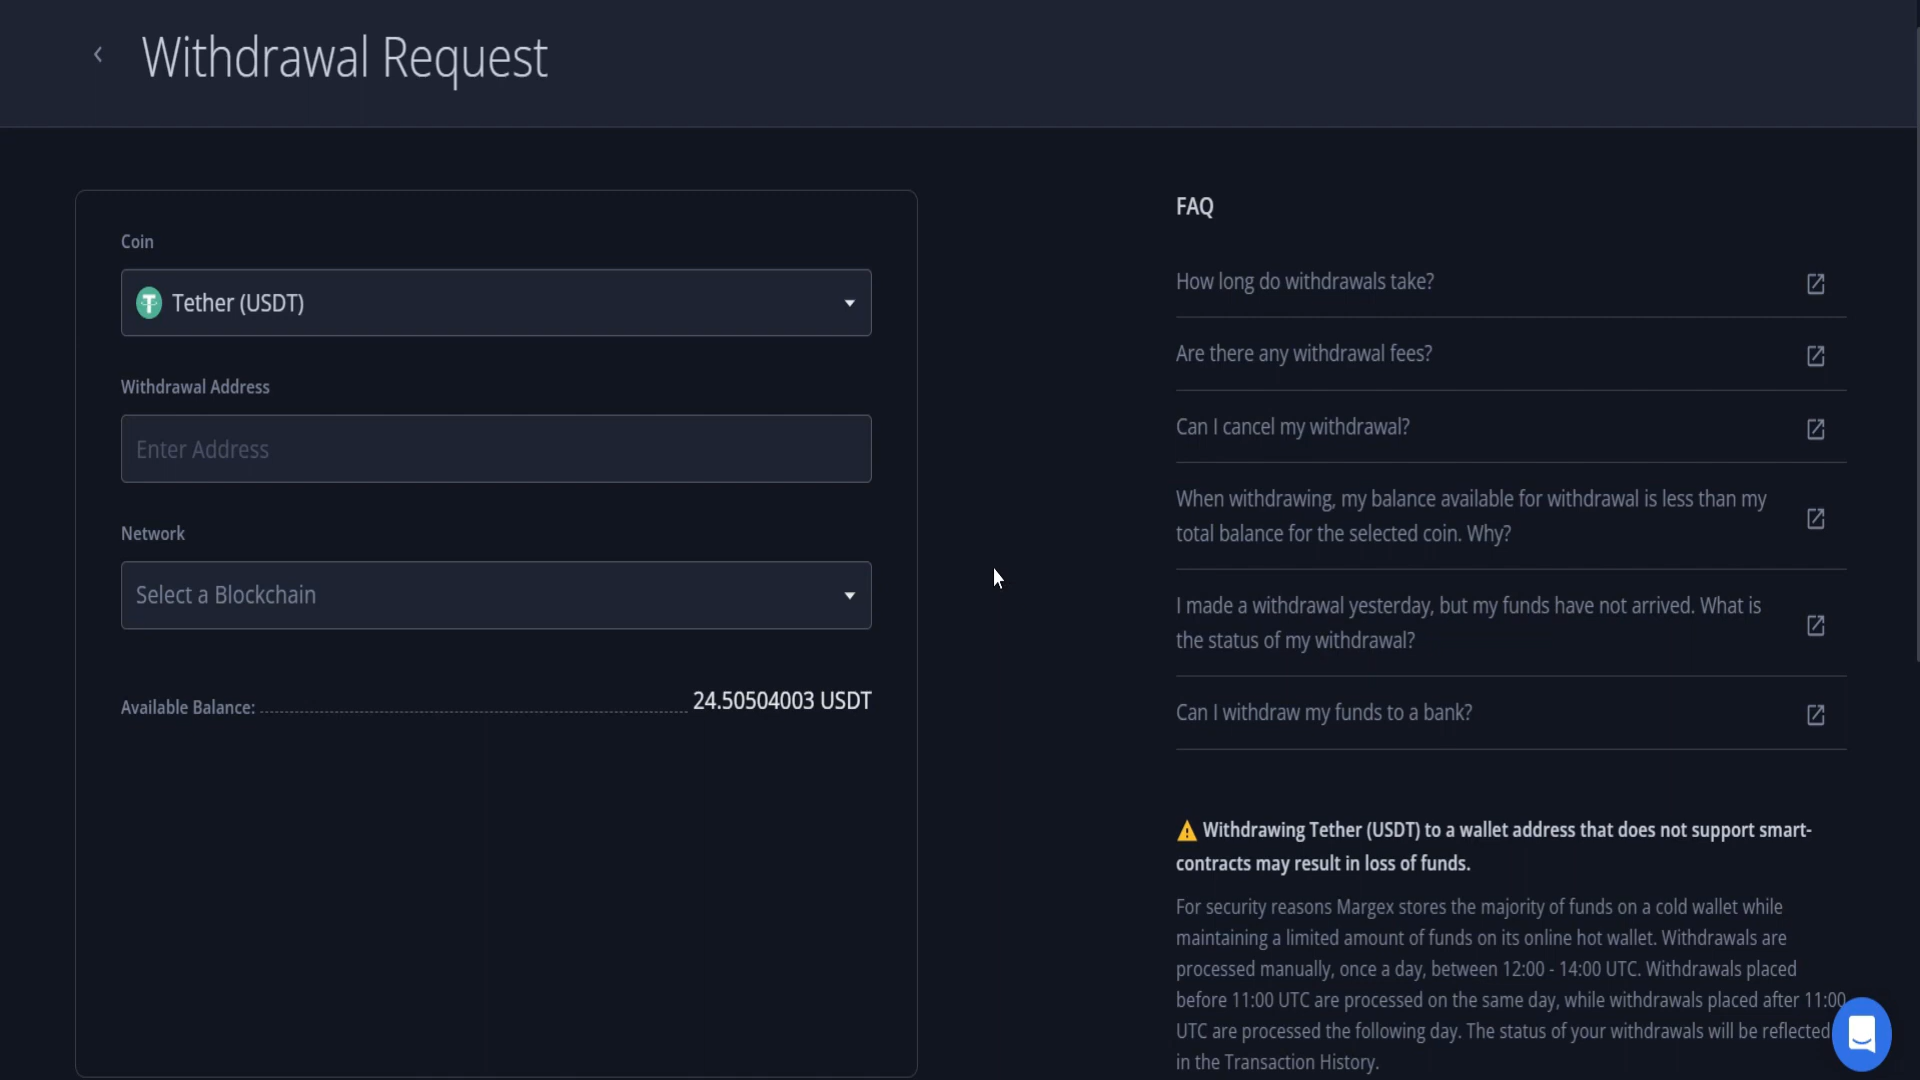 Withdrawal Request
Coin
Tether (USDT)
Withdrawal Address
Enter Address
Network
Select a Blockchain
Available Balance: 24.50504003 USDT
FAQ
How long do withdrawals take?
Are there any withdrawal fees?
Can I cancel my withdrawal?
When withdrawing, my balance available for withdrawal is less than my
total balance for the selected coin. Why?
I made a withdrawal yesterday, but my funds have not arrived. What is
the status of my withdrawal?
Can I withdraw my funds to a bank?
⚠ Withdrawing Tether (USDT) to a wallet address that does not support smart-
contracts may result in loss of funds.
For security reasons Margex stores the majority of funds on a cold wallet while
maintaining a limited amount of funds on its online hot wallet. Withdrawals are
processed manually, once a day, between 12:00 - 14:00 UTC. Withdrawals placed
before 11:00 UTC are processed on the same day, while withdrawals placed after 11:00
UTC are processed the following day. The status of your withdrawals will be reflected
in the Transaction History.